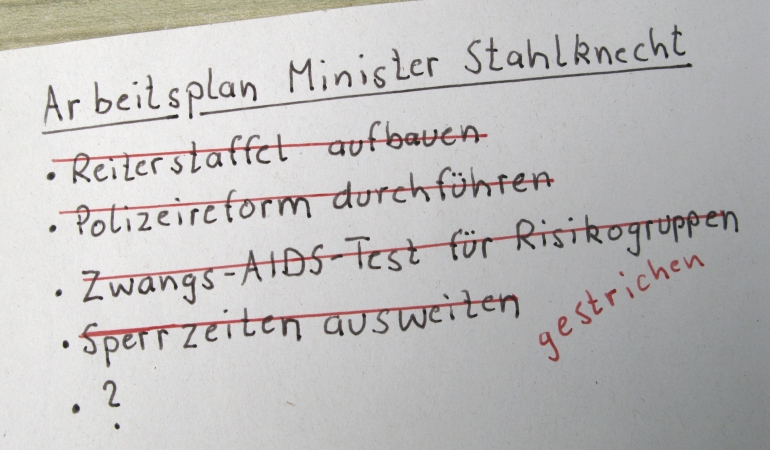 Arbeitsplan Minister Stahlknecht
• Reiterstaffel aufbauen
• Polizeireform durchführen
• Zwangs-AIDS-Test für Risikogruppen
• Sperrzeiten ausweiten
gestrichen
• ?